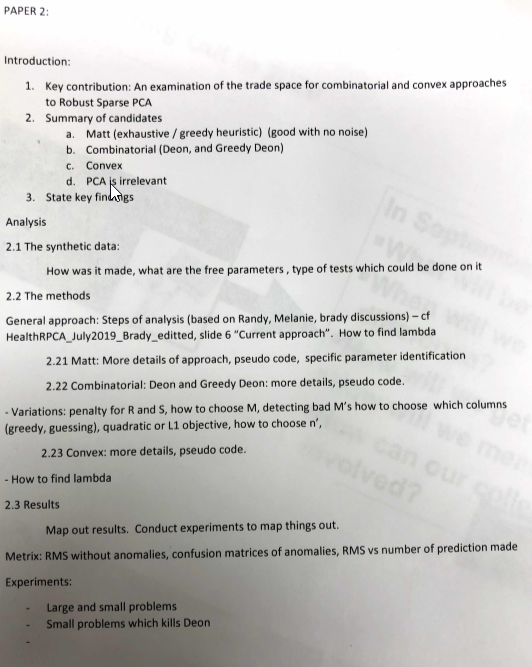 PAPER 2:
Introduction:
1. Key contribution: An examination of the trade space for combinatorial and convex approaches
to Robust Sparse PCA
2. Summary of candidates
a. Matt (exhaustive / greedy heuristic) (good with no noise)
b. Combinatorial (Deon, and Greedy Deon)
c. Convex
d. PCA is irrelevant
3. State key findings
Analysis
2.1 The synthetic data:
How was it made, what are the free parameters , type of tests which could be done on it
2.2 The methods
General approach: Steps of analysis (based on Randy, Melanie, brady discussions) – cf
HealthRPCA_July2019_Brady_editted, slide 6 "Current approach". How to find lambda
2.21 Matt: More details of approach, pseudo code, specific parameter identification
2.22 Combinatorial: Deon and Greedy Deon: more details, pseudo code.
- Variations: penalty for R and S, how to choose M, detecting bad M's how to choose which columns
(greedy, guessing), quadratic or L1 objective, how to choose n',
2.23 Convex: more details, pseudo code.
- How to find lambda
2.3 Results
Map out results. Conduct experiments to map things out.
Metrix: RMS without anomalies, confusion matrices of anomalies, RMS vs number of prediction made
Experiments:
- Large and small problems
- Small problems which kills Deon
-